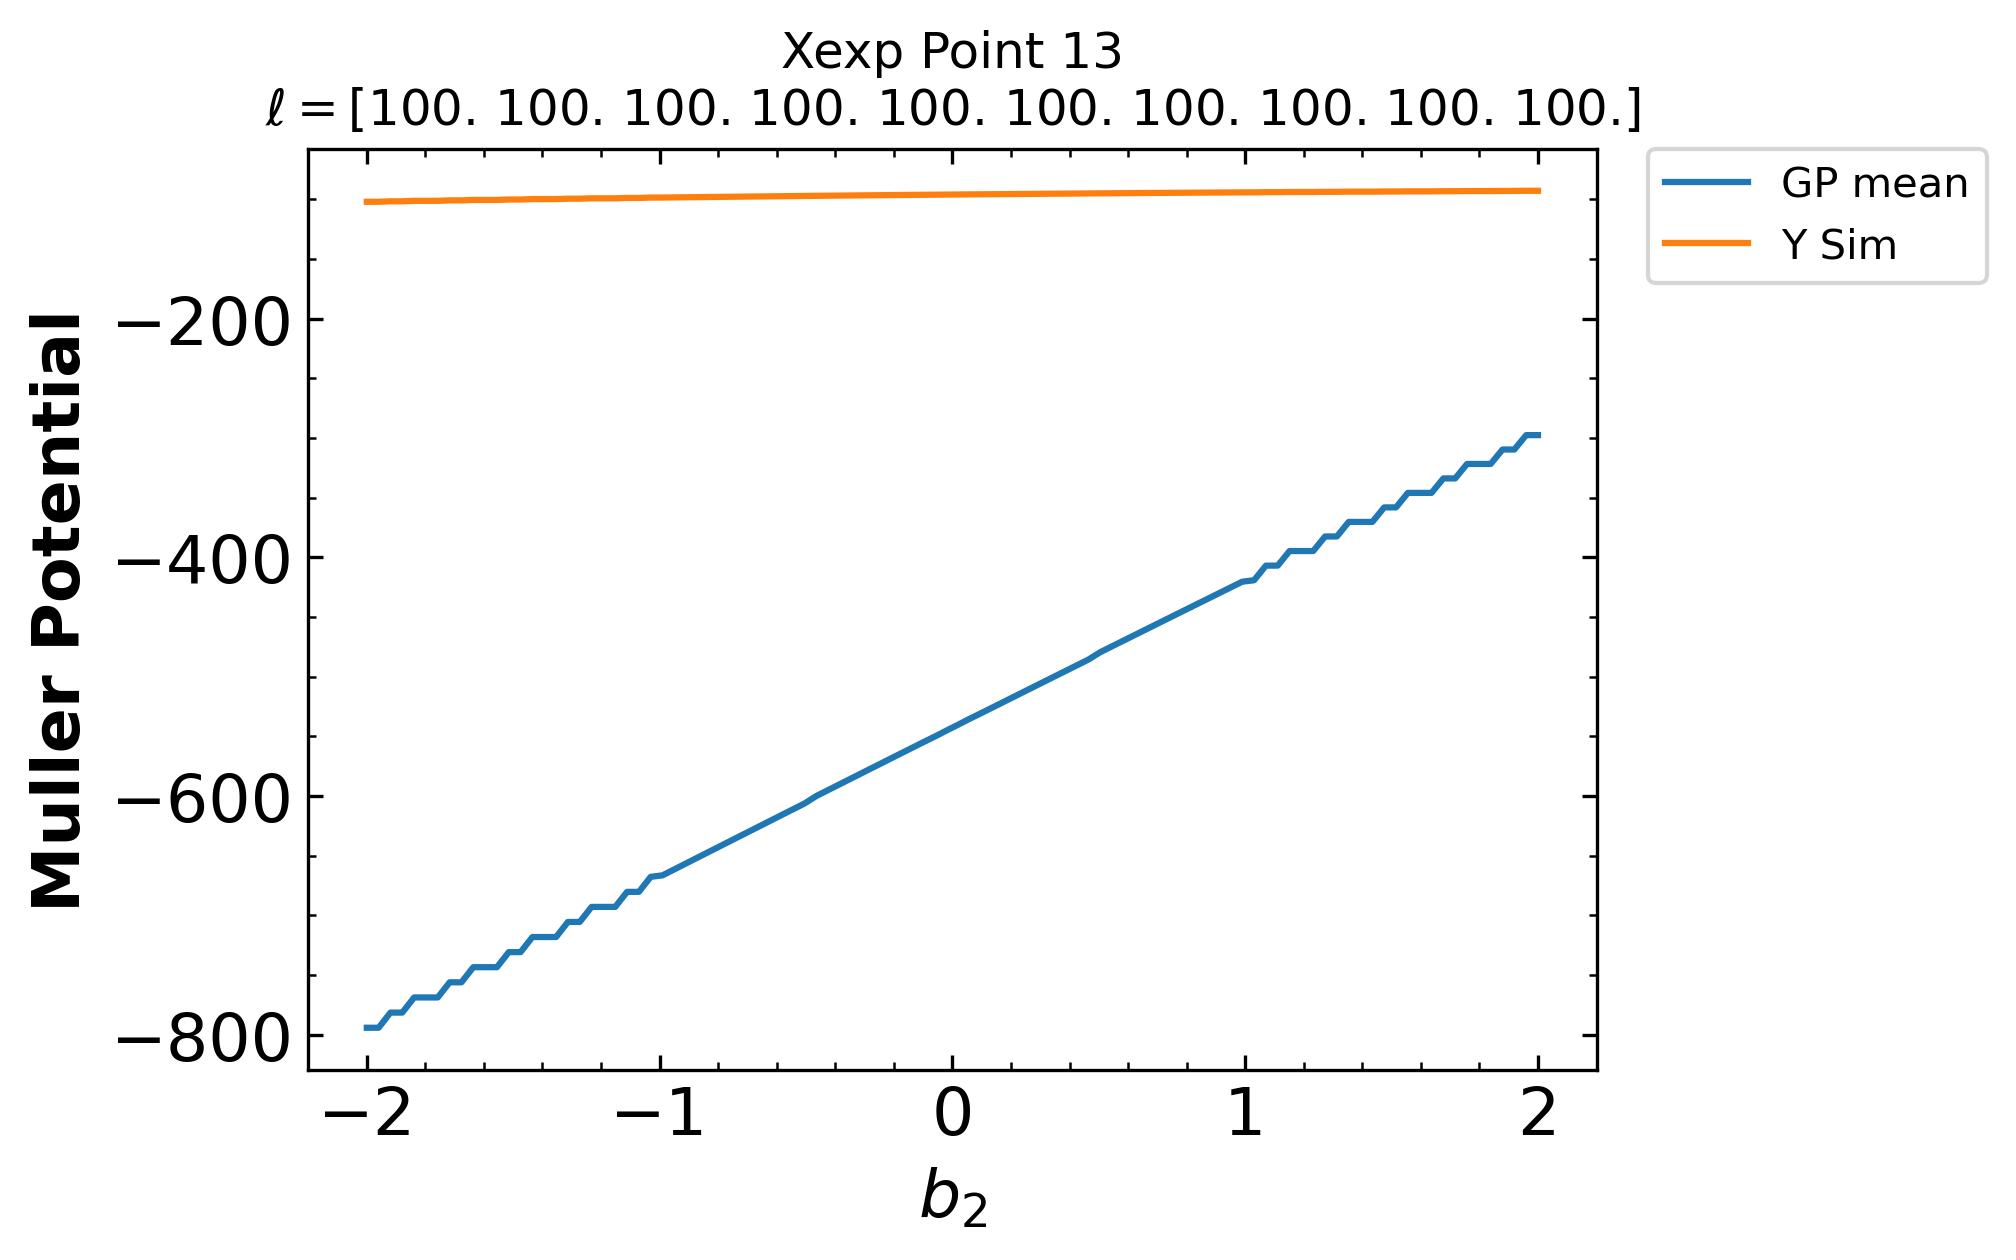 Xexp Point 13
ℓ = [100. 100. 100. 100. 100. 100. 100. 100. 100. 100.]
GP mean
Y Sim
Muller Potential
−200
−400
−600
−800
−2 −1 0 1 2
b₂